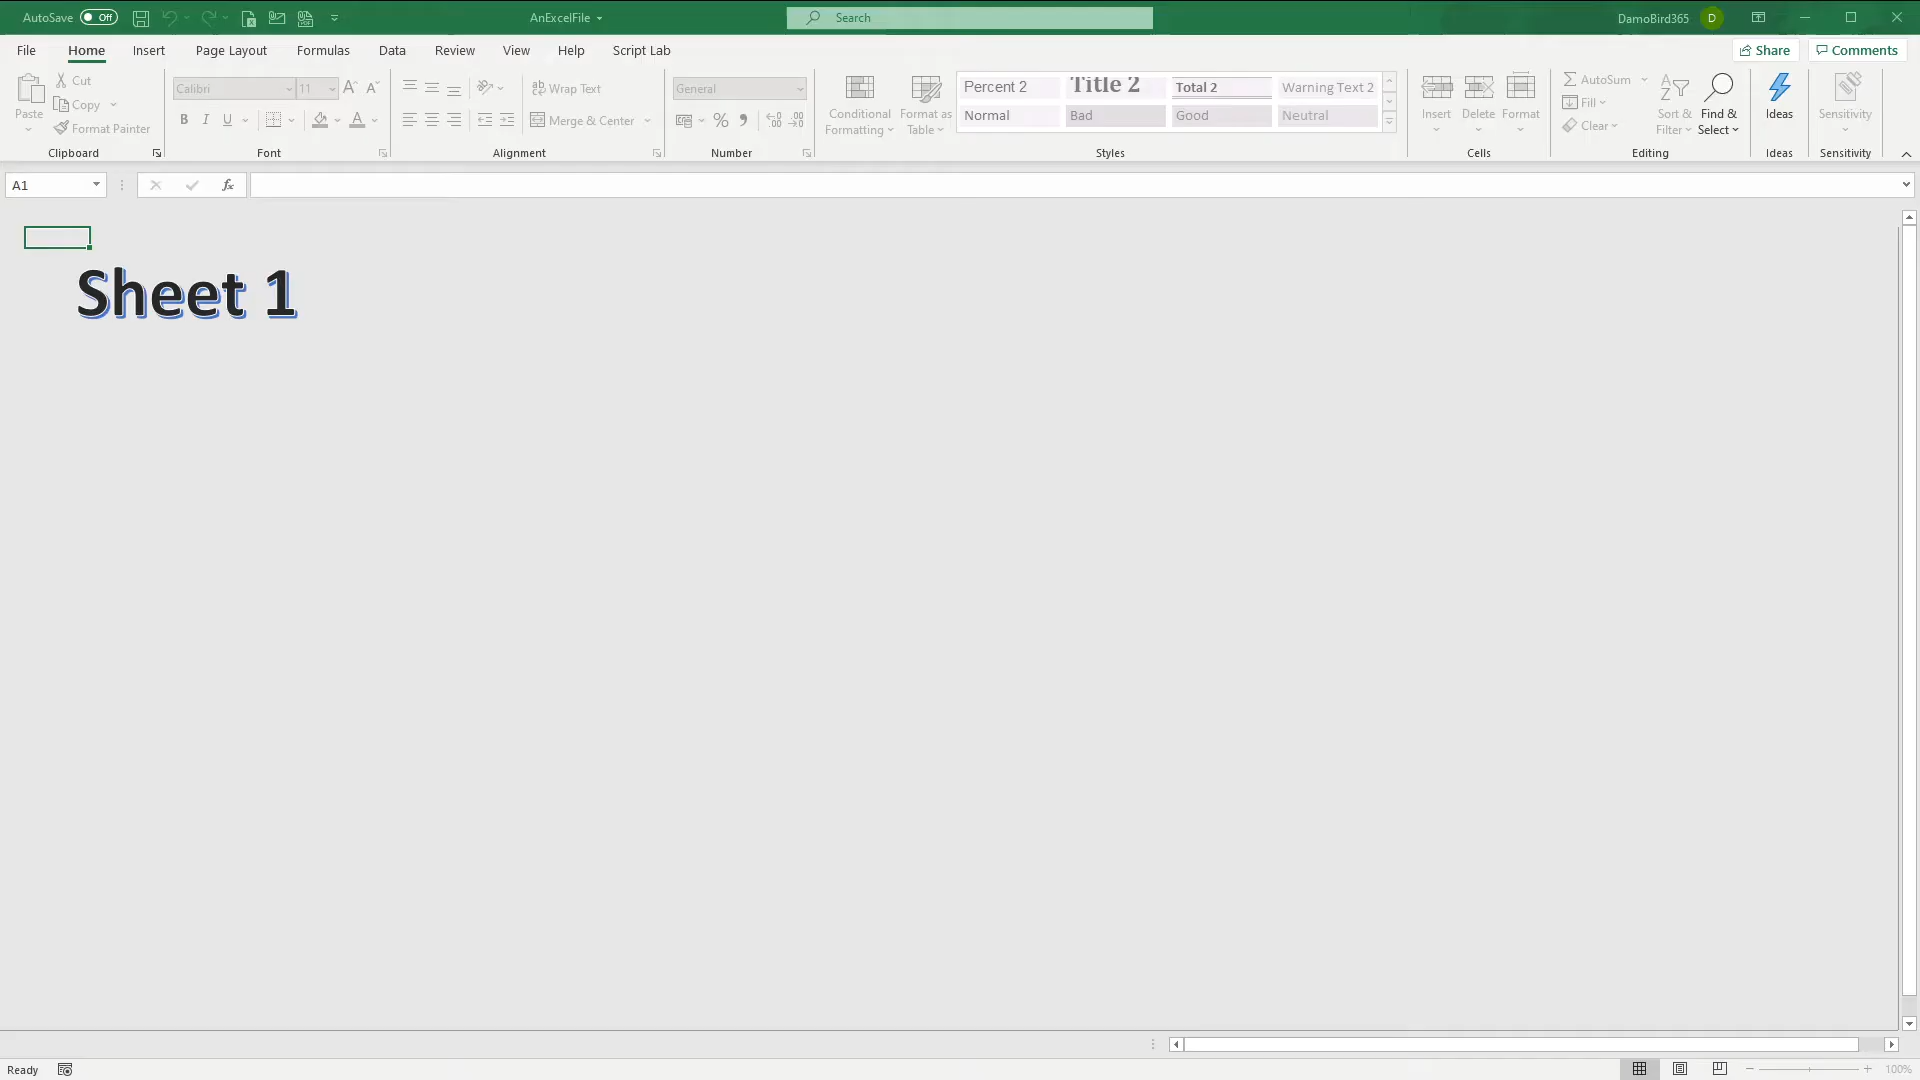 AutoSave Off AnExcelFile Search DamoBird365 D
File Home Insert Page Layout Formulas Data Review View Help Script Lab Share Comments
Paste Cut Copy Format Painter Clipboard
Calibri 11 B I U A Font
ab Wrap Text Merge & Center Alignment
General % Number
Conditional Formatting Format as Table
Percent 2 Title 2 Total 2 Warning Text 2
Normal Bad Good Neutral
Styles
Insert Delete Format Cells
AutoSum Fill Clear Sort & Filter Find & Select Editing
Ideas Ideas
Sensitivity Sensitivity
A1 fx
Sheet 1
Ready 100%